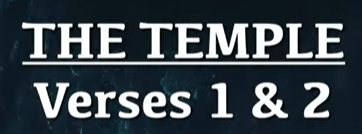 THE TEMPLE
Verses 1 & 2